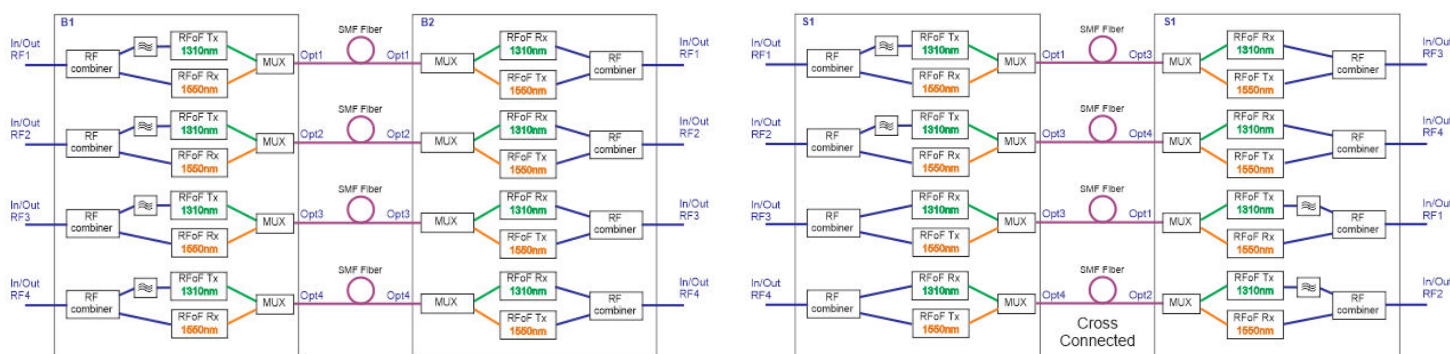 B1
In/Out
RF1
RF
combiner
RFoF Tx
1310nm
RFoF Rx
1550nm
MUX
Opt1
SMF Fiber
Opt1
B2
MUX
RFoF Rx
1310nm
RFoF Tx
1550nm
RF
combiner
In/Out
RF1
In/Out
RF2
RF
combiner
RFoF Tx
1310nm
RFoF Rx
1550nm
MUX
Opt2
SMF Fiber
Opt2
MUX
RFoF Rx
1310nm
RFoF Tx
1550nm
RF
combiner
In/Out
RF2
In/Out
RF3
RF
combiner
RFoF Tx
1310nm
RFoF Rx
1550nm
MUX
Opt3
SMF Fiber
Opt3
MUX
RFoF Rx
1310nm
RFoF Tx
1550nm
RF
combiner
In/Out
RF3
In/Out
RF4
RF
combiner
RFoF Tx
1310nm
RFoF Rx
1550nm
MUX
Opt4
SMF Fiber
Opt4
MUX
RFoF Rx
1310nm
RFoF Tx
1550nm
RF
combiner
In/Out
RF4
S1
In/Out
RF1
RF
combiner
RFoF Tx
1310nm
RFoF Rx
1550nm
MUX
Opt1
SMF Fiber
Opt3
S1
MUX
RFoF Rx
1310nm
RFoF Tx
1550nm
RF
combiner
In/Out
RF3
In/Out
RF2
RF
combiner
RFoF Tx
1310nm
RFoF Rx
1550nm
MUX
Opt3
SMF Fiber
Opt4
MUX
RFoF Rx
1310nm
RFoF Tx
1550nm
RF
combiner
In/Out
RF4
In/Out
RF3
RF
combiner
RFoF Rx
1310nm
RFoF Tx
1550nm
MUX
Opt3
SMF Fiber
Opt1
MUX
RFoF Tx
1310nm
RFoF Rx
1550nm
RF
combiner
In/Out
RF1
In/Out
RF4
RF
combiner
RFoF Rx
1310nm
RFoF Tx
1550nm
MUX
Opt4
SMF Fiber
Opt2
MUX
RFoF Tx
1310nm
RFoF Rx
1550nm
RF
combiner
In/Out
RF2
Cross
Connected